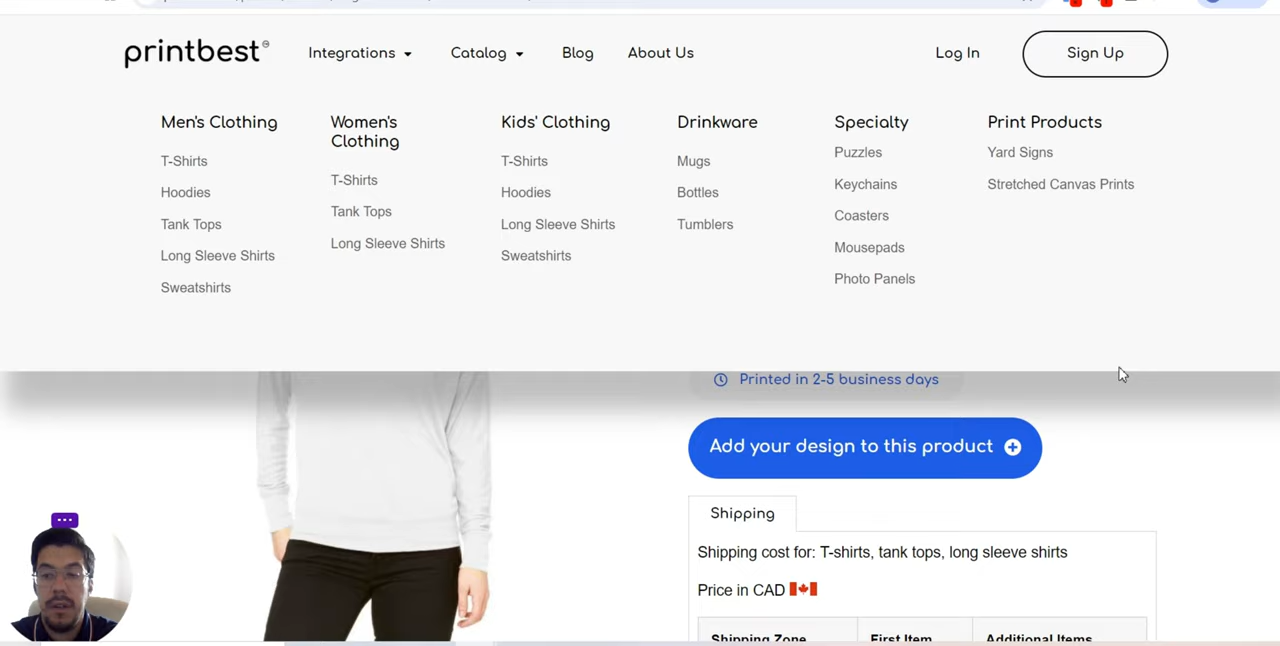 printbest
Integrations
Catalog
Blog
About Us
Log In
Sign Up
Men's Clothing
T-Shirts
Hoodies
Tank Tops
Long Sleeve Shirts
Sweatshirts
Women's
Clothing
T-Shirts
Tank Tops
Long Sleeve Shirts
Kids' Clothing
T-Shirts
Hoodies
Long Sleeve Shirts
Sweatshirts
Drinkware
Mugs
Bottles
Tumblers
Specialty
Puzzles
Keychains
Coasters
Mousepads
Photo Panels
Print Products
Yard Signs
Stretched Canvas Prints
Printed in 2-5 business days
Add your design to this product
Shipping
Shipping cost for: T-shirts, tank tops, long sleeve shirts
Price in CAD
Shipping Zone First Item Additional Items